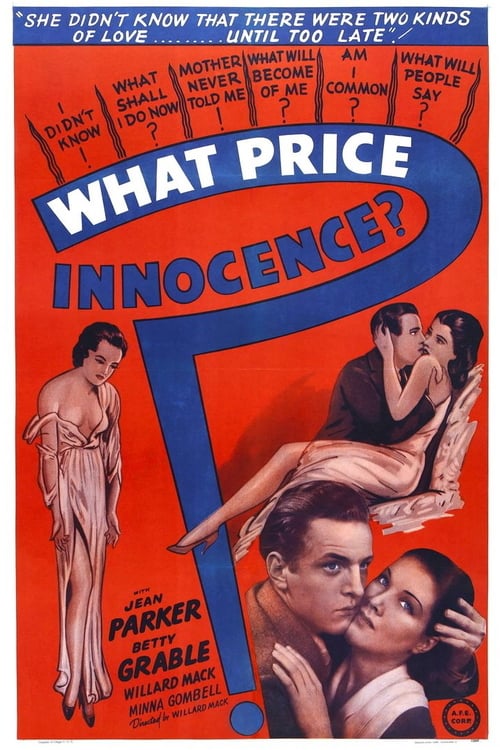 "SHE DIDN'T KNOW THAT THERE WERE TWO KINDS
OF LOVE ......... UNTIL TOO LATE"!
I
DIDN'T
KNOW
!
WHAT
SHALL
I DO NOW
?
MOTHER
NEVER
TOLD ME
!
WHAT WILL
BECOME
OF ME
?
AM
I
COMMON
?
WHAT WILL
PEOPLE
SAY
?
WHAT PRICE
INNOCENCE?
WITH
JEAN
PARKER
BETTY
GRABLE
WILLARD MACK
MINNA GOMBELL
Directed by WILLARD MACK
A.F.E.
CORP.